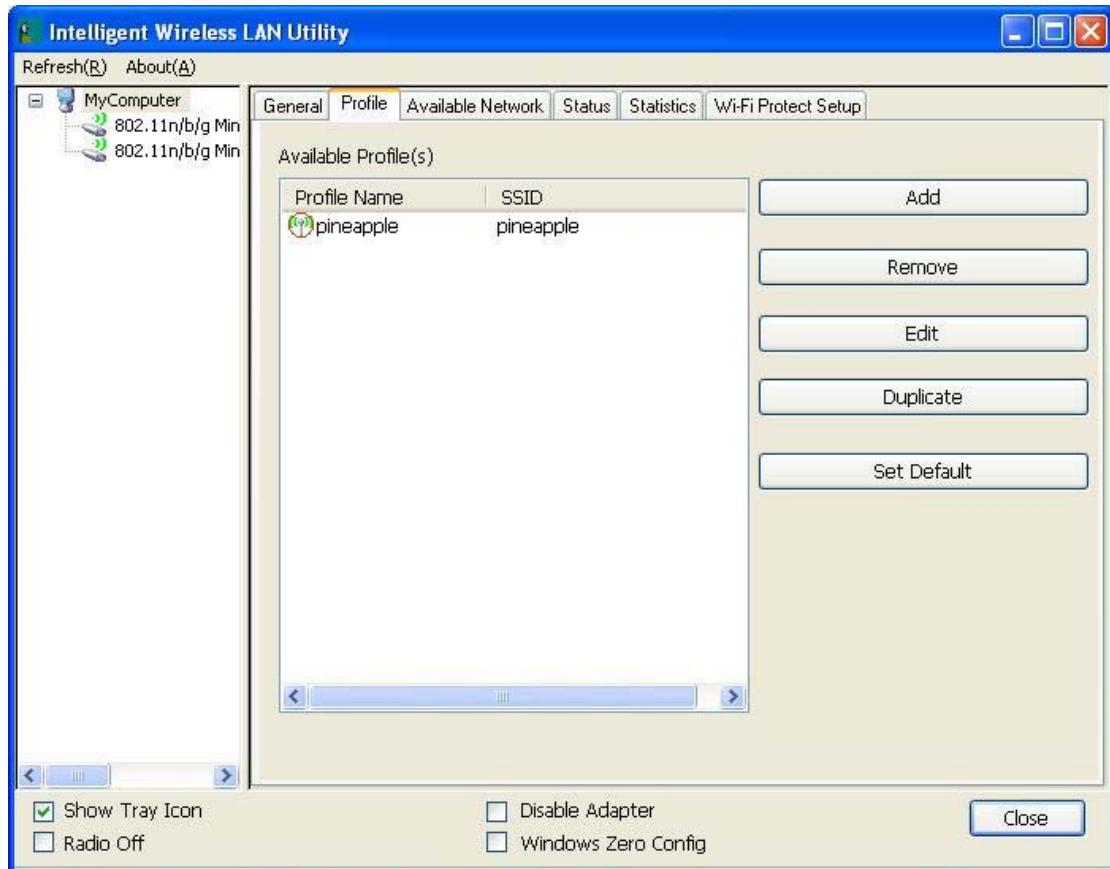 Intelligent Wireless LAN Utility
Refresh(R) About(A)
MyComputer
802.11n/b/g Min
802.11n/b/g Min
General Profile Available Network Status Statistics Wi-Fi Protect Setup
Available Profile(s)
Profile Name SSID
pineapple pineapple
Add
Remove
Edit
Duplicate
Set Default
Show Tray Icon
Radio Off
Disable Adapter
Windows Zero Config
Close